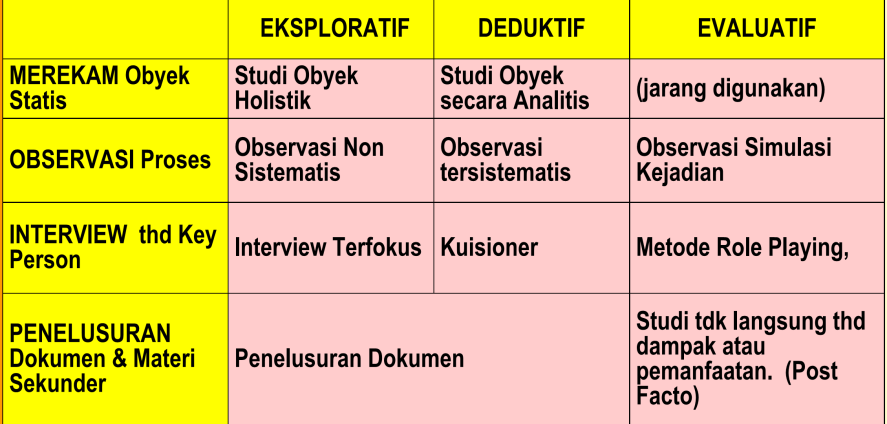 EKSPLORATIF DEDUKTIF EVALUATIF
MEREKAM Obyek
Statis
Studi Obyek
Holistik
Studi Obyek
secara Analitis
(jarang digunakan)
OBSERVASI Proses
Observasi Non
Sistematis
Observasi
tersistematis
Observasi Simulasi
Kejadian
INTERVIEW thd Key
Person
Interview Terfokus
Kuisioner
Metode Role Playing,
PENELUSURAN
Dokumen & Materi
Sekunder
Penelusuran Dokumen
Studi tdk langsung thd
dampak atau
pemanfaatan. (Post
Facto)